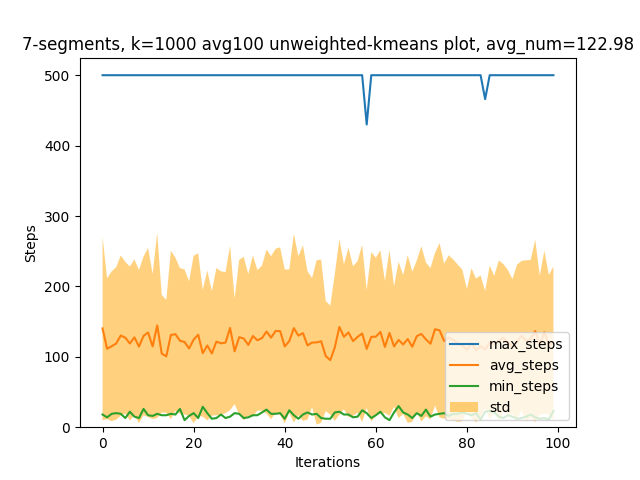 7-segments, k=1000 avg100 unweighted-kmeans plot, avg_num=122.98
500
400
300
200
100
0
Steps
max_steps
avg_steps
min_steps
std
0 20 40 60 80 100
Iterations